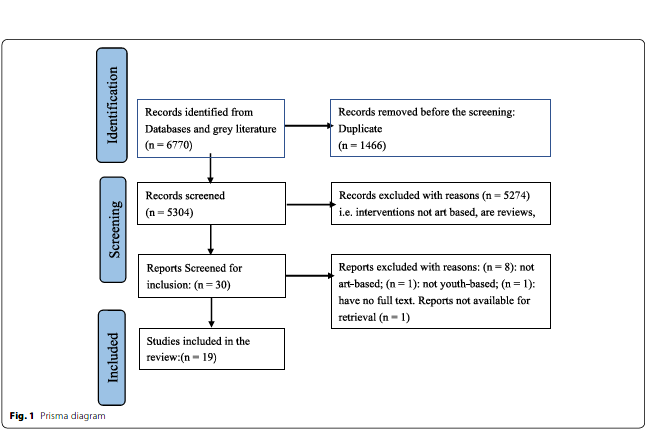 Identification
Records identified from
Databases and grey literature
(n = 6770)
Records removed before the screening:
Duplicate
(n = 1466)
Screening
Records screened
(n = 5304)
Records excluded with reasons (n = 5274)
i.e. interventions not art based, are reviews,
Reports Screened for
inclusion: (n = 30)
Reports excluded with reasons: (n = 8): not
art-based; (n = 1): not youth-based; (n = 1):
have no full text. Reports not available for
retrieval (n = 1)
Included
Studies included in the
review:(n = 19)
Fig. 1 Prisma diagram